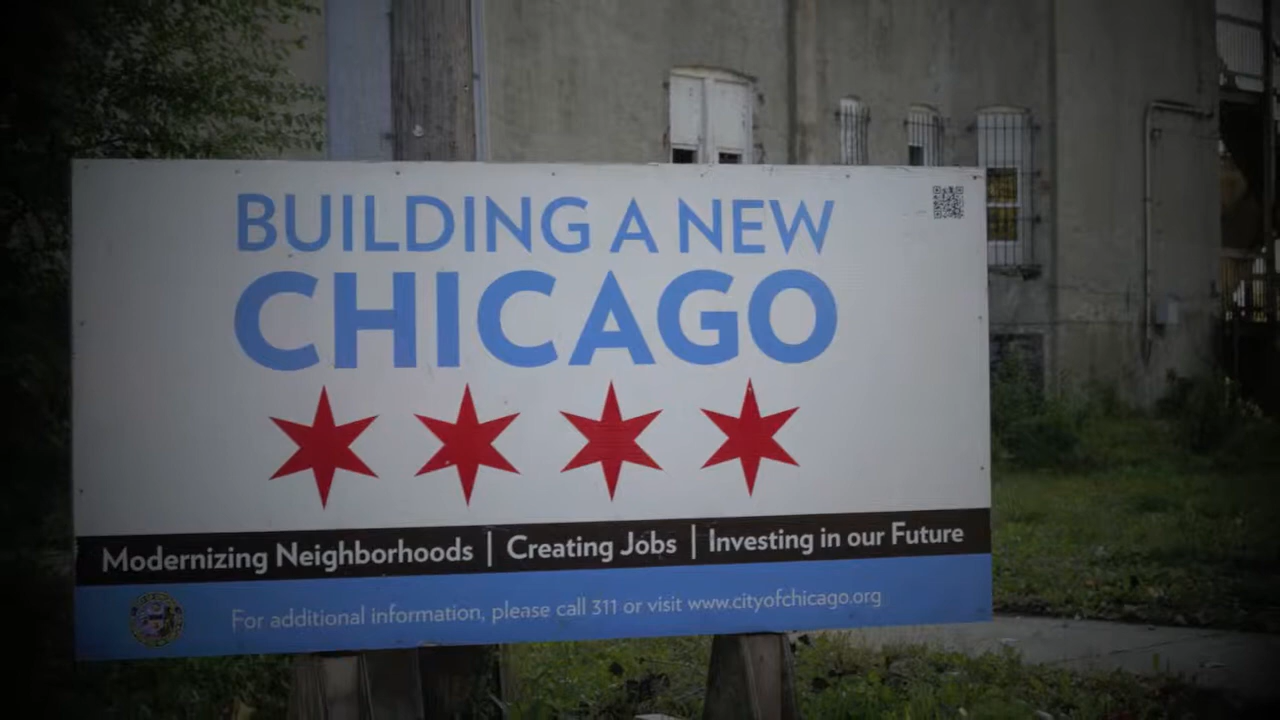 BUILDING A NEW
CHICAGO
Modernizing Neighborhoods | Creating Jobs | Investing in our Future
For additional information, please call 311 or visit www.cityofchicago.org